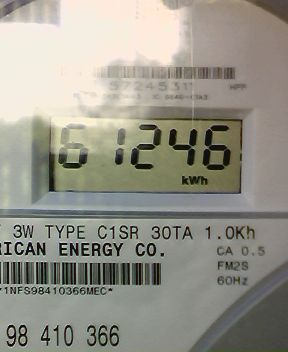 5724531
61246
kWh
3W TYPE C1SR 30TA 1.0Kh
RICAN ENERGY CO.
CA 0.5
FM2S
60Hz
*1NFS98410366MEC*
98 410 366